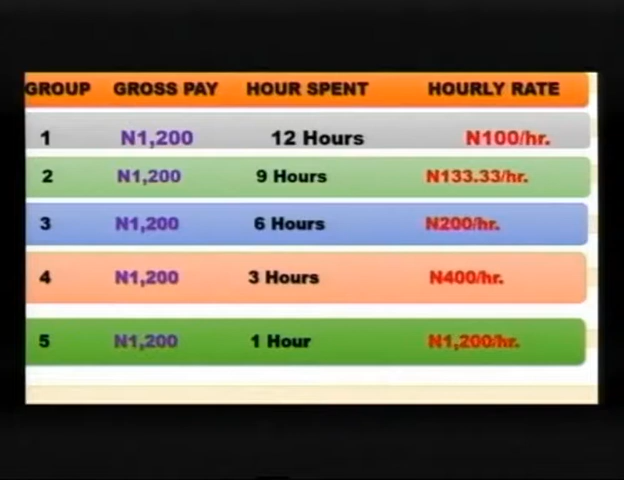 GROUP GROSS PAY HOUR SPENT HOURLY RATE
1 N1,200 12 Hours N100/hr.
2 N1,200 9 Hours N133.33/hr.
3 N1,200 6 Hours N200/hr.
4 N1,200 3 Hours N400/hr.
5 N1,200 1 Hour N1,200/hr.